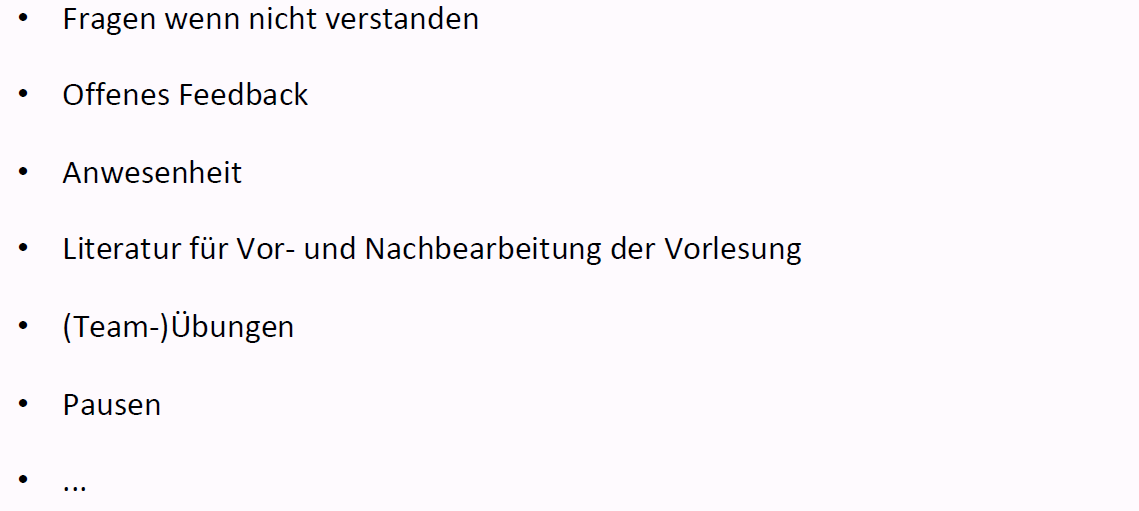 • Fragen wenn nicht verstanden
• Offenes Feedback
• Anwesenheit
• Literatur für Vor- und Nachbearbeitung der Vorlesung
• (Team-)Übungen
• Pausen
• ...